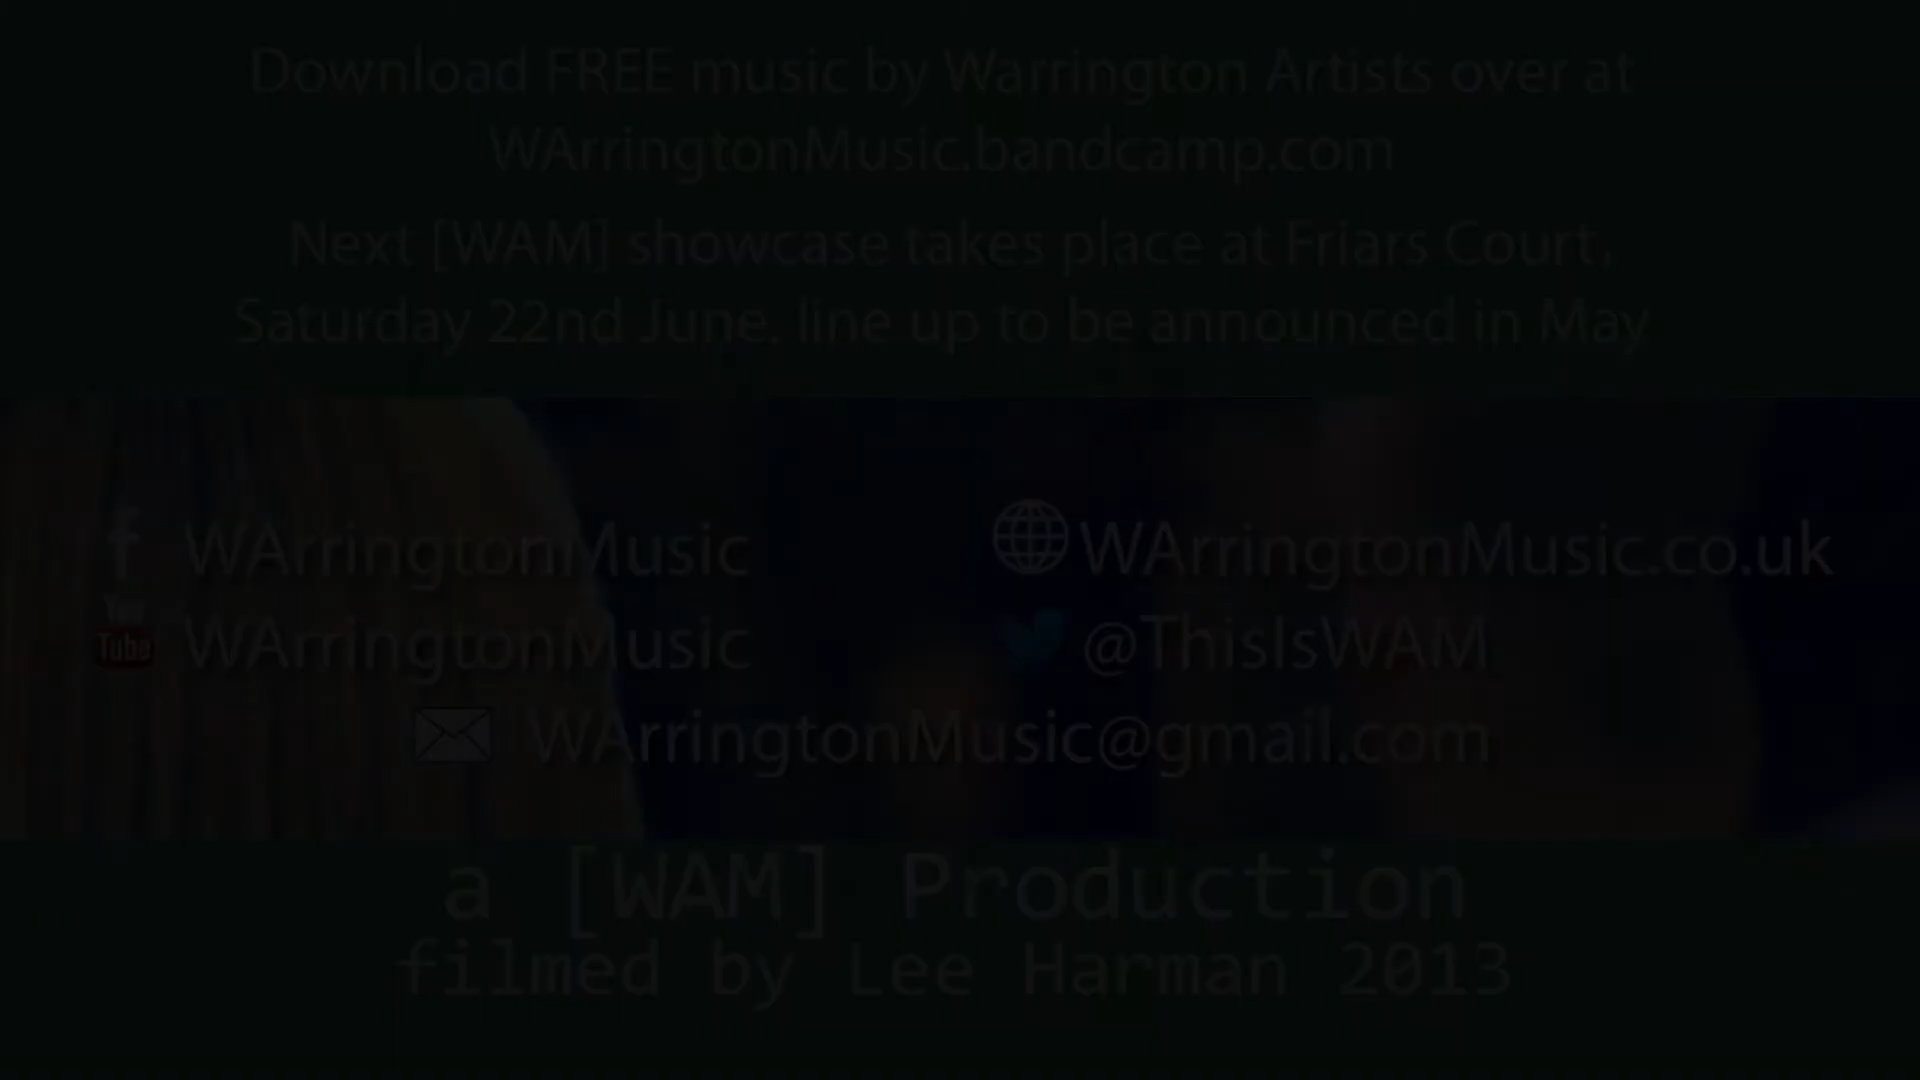 Download FREE music by Warrington Artists over at
WArringtonMusic.bandcamp.com
Next [WAM] showcase takes place at Friars Court,
Saturday 22nd June. line up to be announced in May
f WArringtonMusic
WArringtonMusic.co.uk
You Tube WArringtonMusic
@ThisIsWAM
WArringtonMusic@gmail.com
a [WAM] Production
filmed by Lee Harman 2013